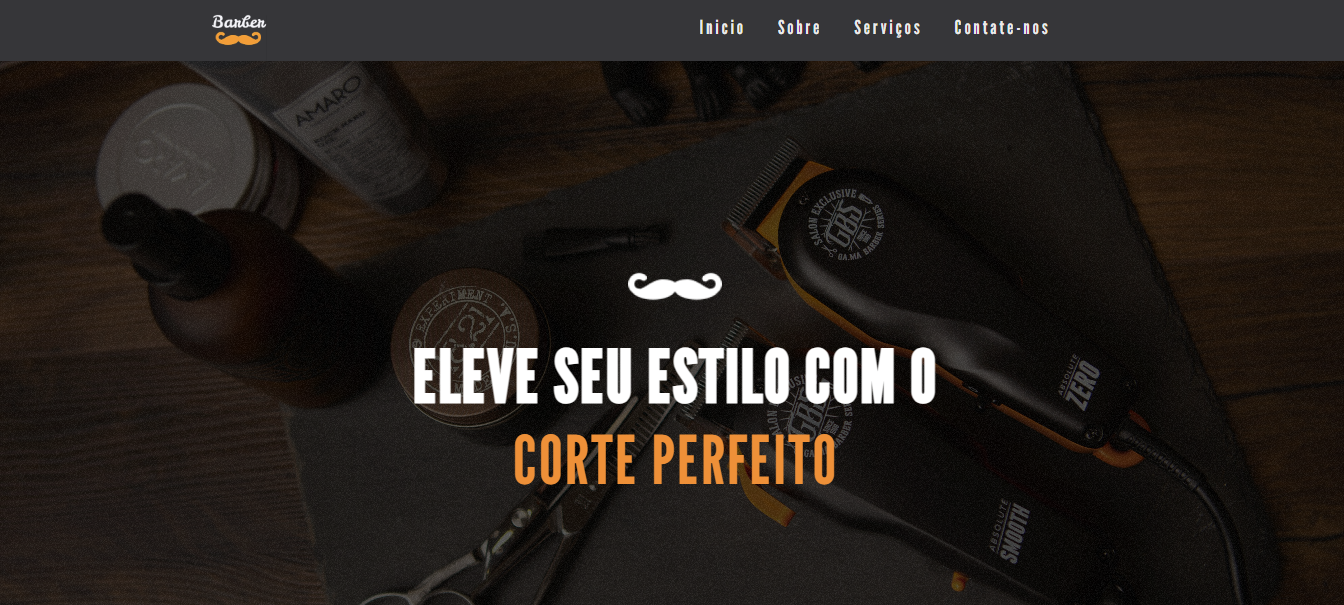 Barber
Inicio Sobre Serviços Contate-nos
AMARO
SALON EXCLUSIVE
GBS
GA.MA BARBER SERIES
ABSOLUTE
ZERO
ELEVE SEU ESTILO COM O
CORTE PERFEITO
ABSOLUTE
SMOOTH